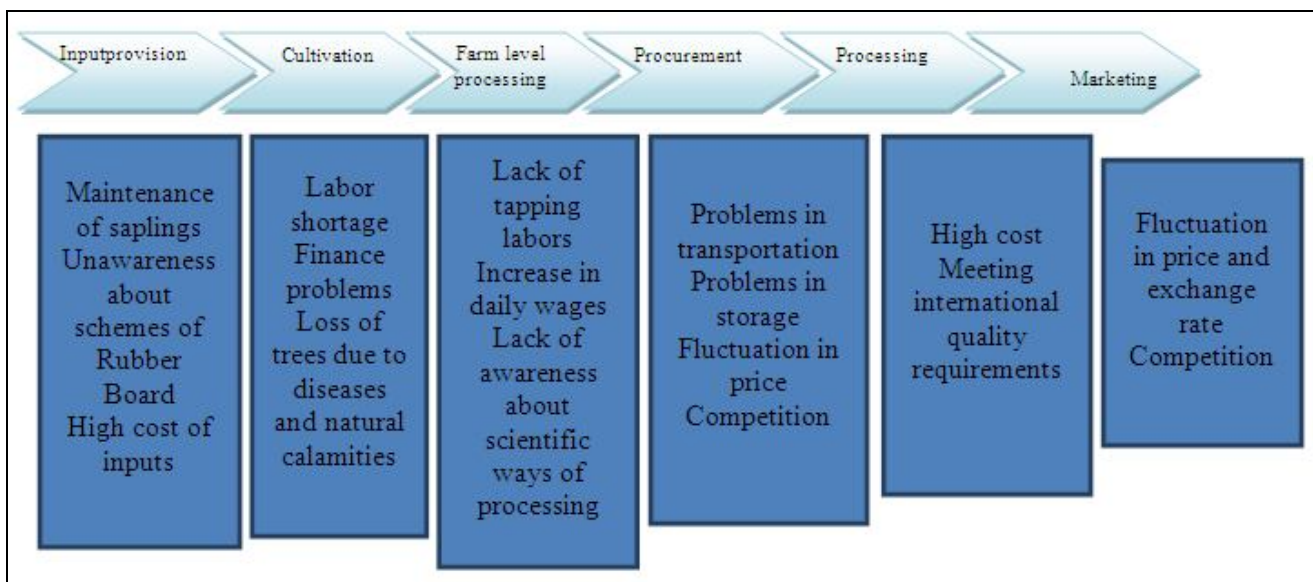 Inputprovision
Cultivation
Farm level
processing
Procurement
Processing
Marketing
Maintenance
of saplings
Unawareness
about
schemes of
Rubber
Board
High cost of
inputs
Labor
shortage
Finance
problems
Loss of
trees due to
diseases
and natural
calamities
Lack of
tapping
labors
Increase in
daily wages
Lack of
awareness
about
scientific
ways of
processing
Problems in
transportation
Problems in
storage
Fluctuation in
price
Competition
High cost
Meeting
international
quality
requirements
Fluctuation
in price and
exchange
rate
Competition